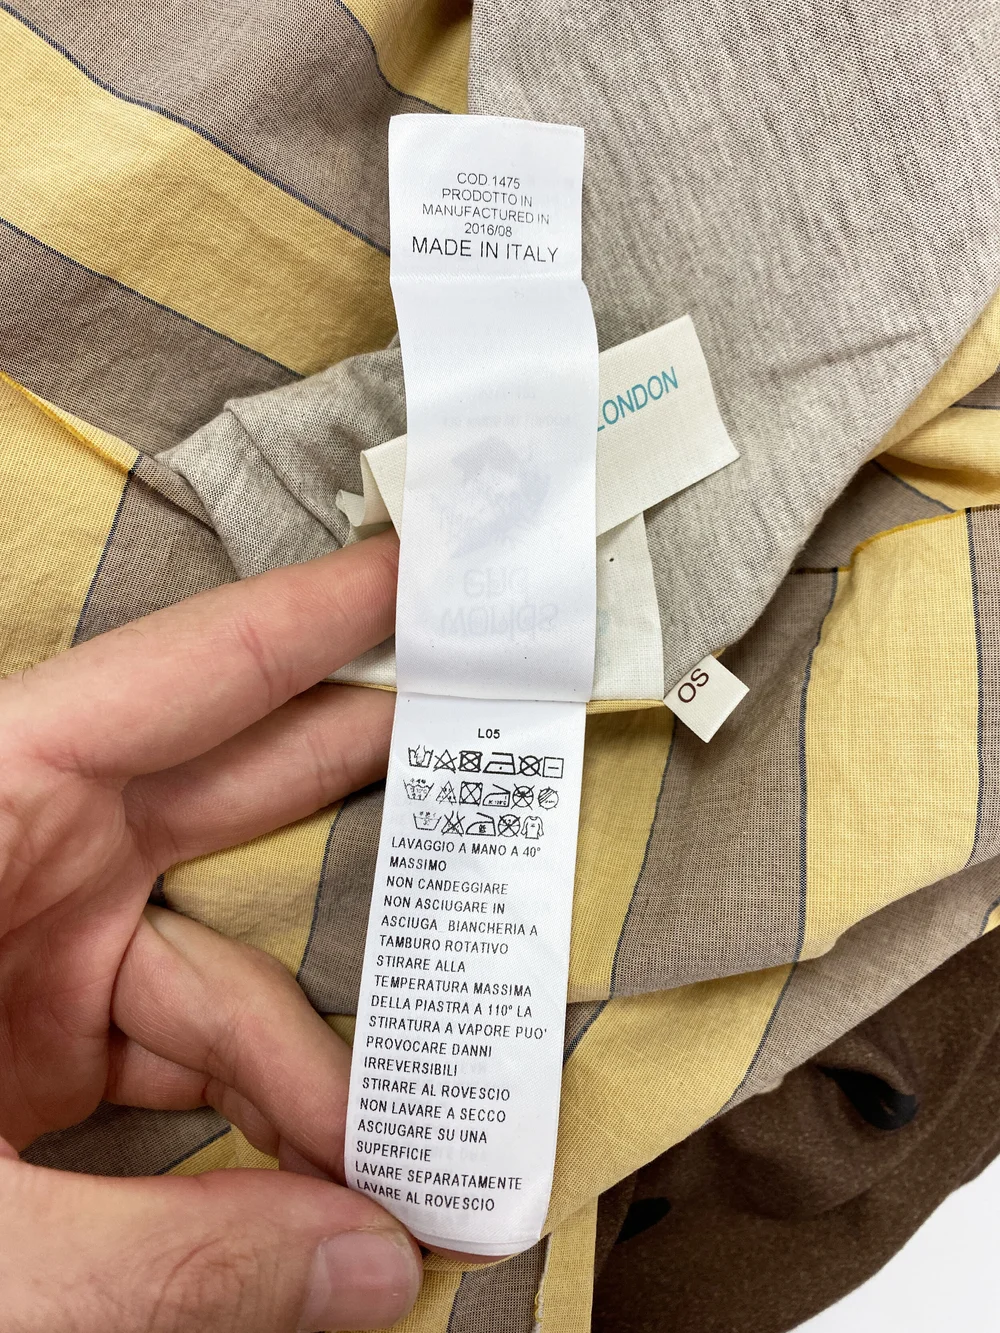 COD 1475
PRODOTTO IN
MANUFACTURED IN
2016/08
MADE IN ITALY
LONDON
end
worlds
OS
L05
LAVAGGIO A MANO A 40°
MASSIMO
NON CANDEGGIARE
NON ASCIUGARE IN
ASCIUGA BIANCHERIA A
TAMBURO ROTATIVO
STIRARE ALLA
TEMPERATURA MASSIMA
DELLA PIASTRA A 110° LA
STIRATURA A VAPORE PUO'
PROVOCARE DANNI
IRREVERSIBILI
STIRARE AL ROVESCIO
NON LAVARE A SECCO
ASCIUGARE SU UNA
SUPERFICIE
LAVARE SEPARATAMENTE
LAVARE AL ROVESCIO